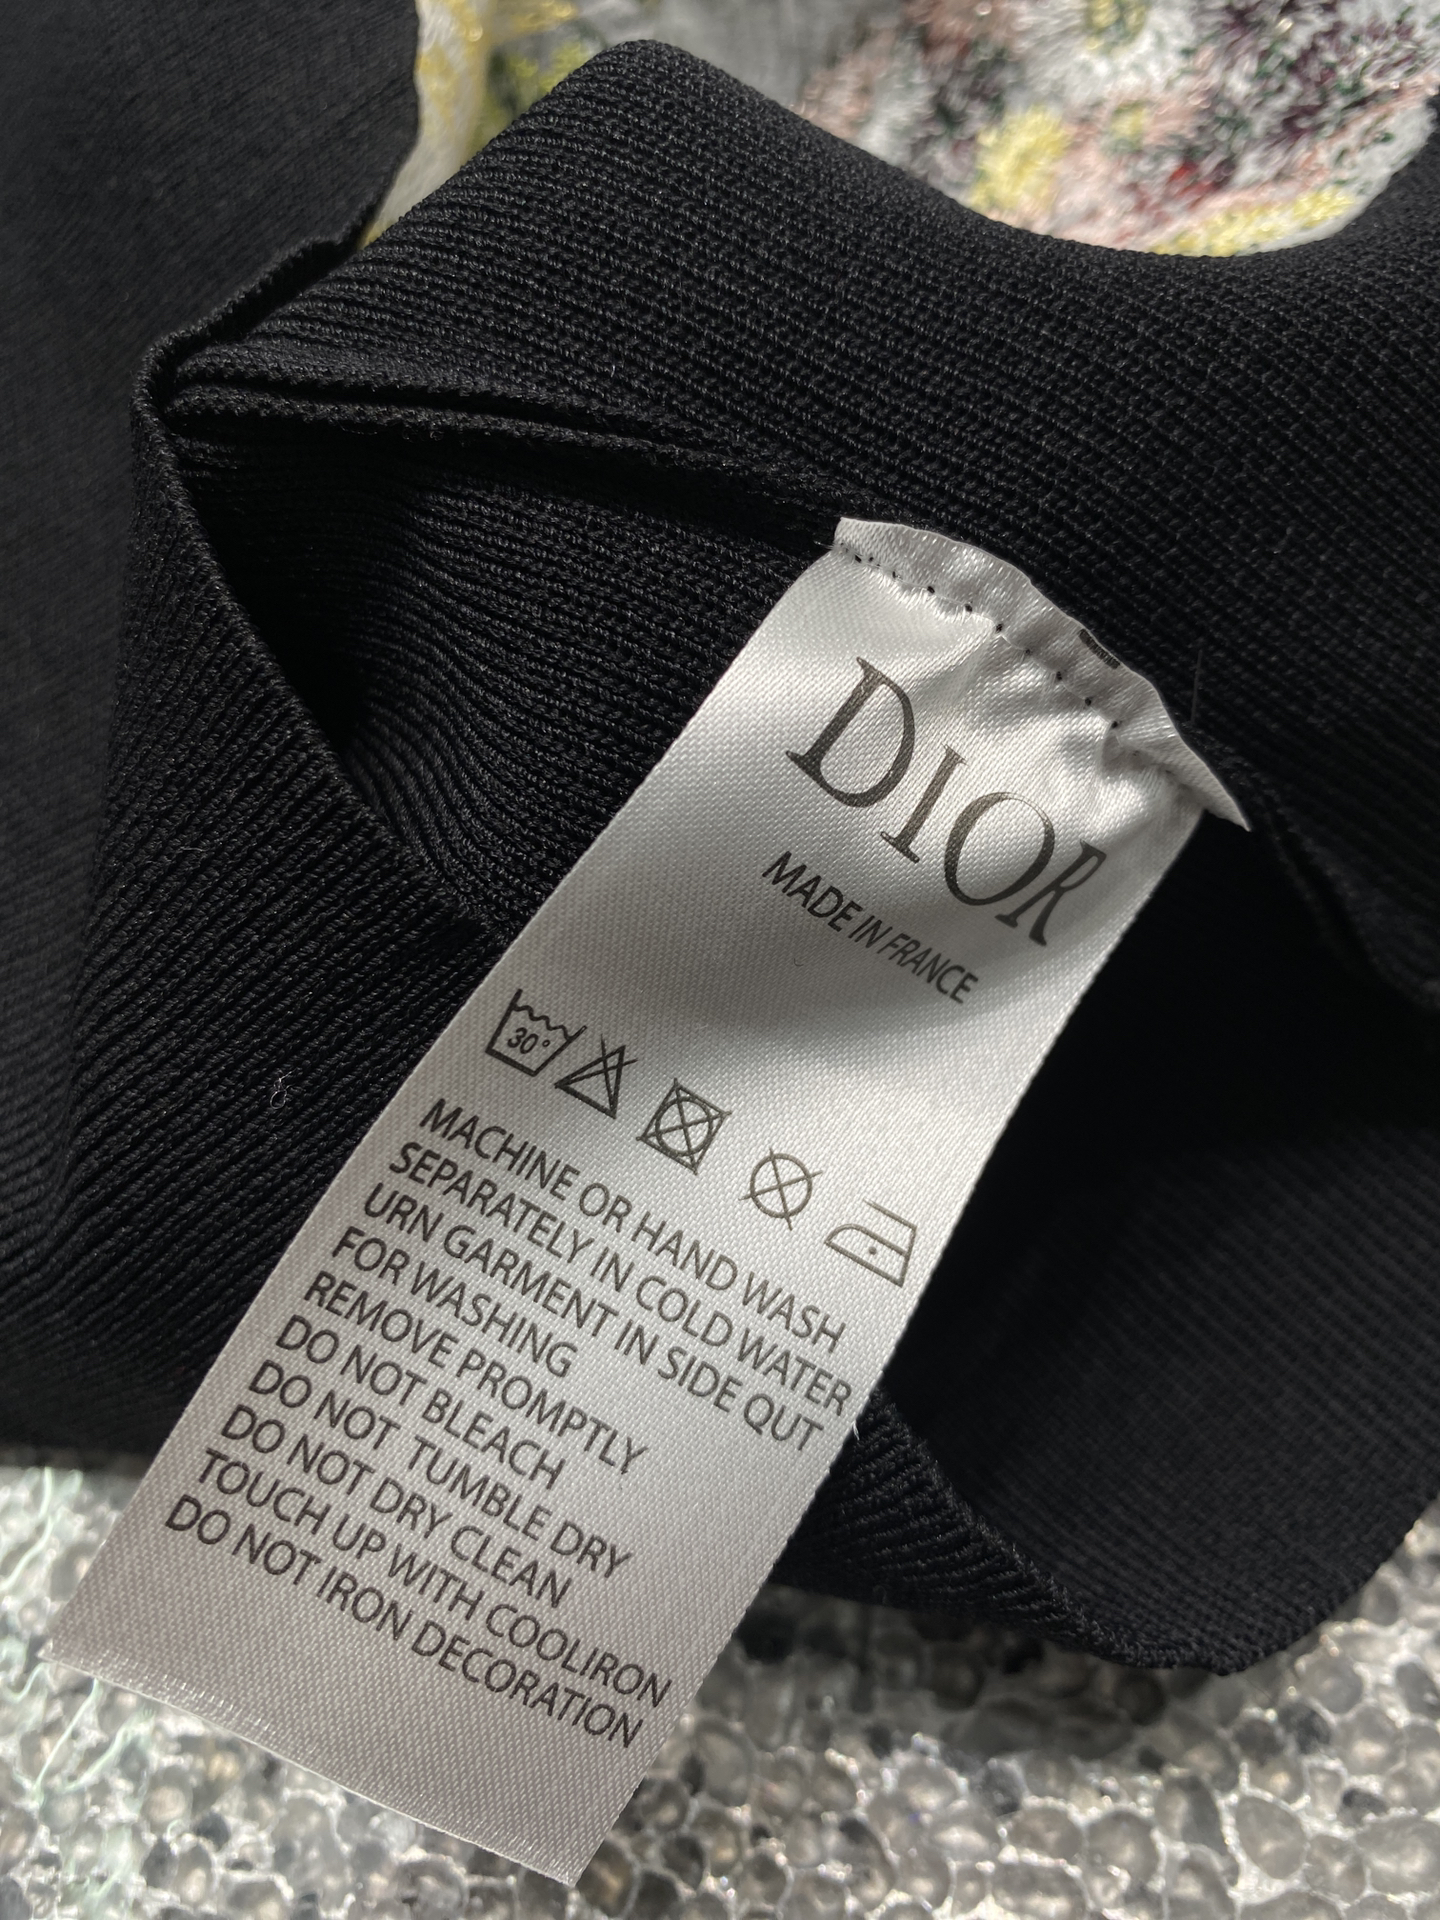 DIOR
MADE IN FRANCE
30°
MACHINE OR HAND WASH
SEPARATELY IN COLD WATER
URN GARMENT IN SIDE QUT
FOR WASHING
REMOVE PROMPTLY
DO NOT BLEACH
DO NOT TUMBLE DRY
DO NOT DRY CLEAN
TOUCH UP WITH COOLIRON
DO NOT IRON DECORATION